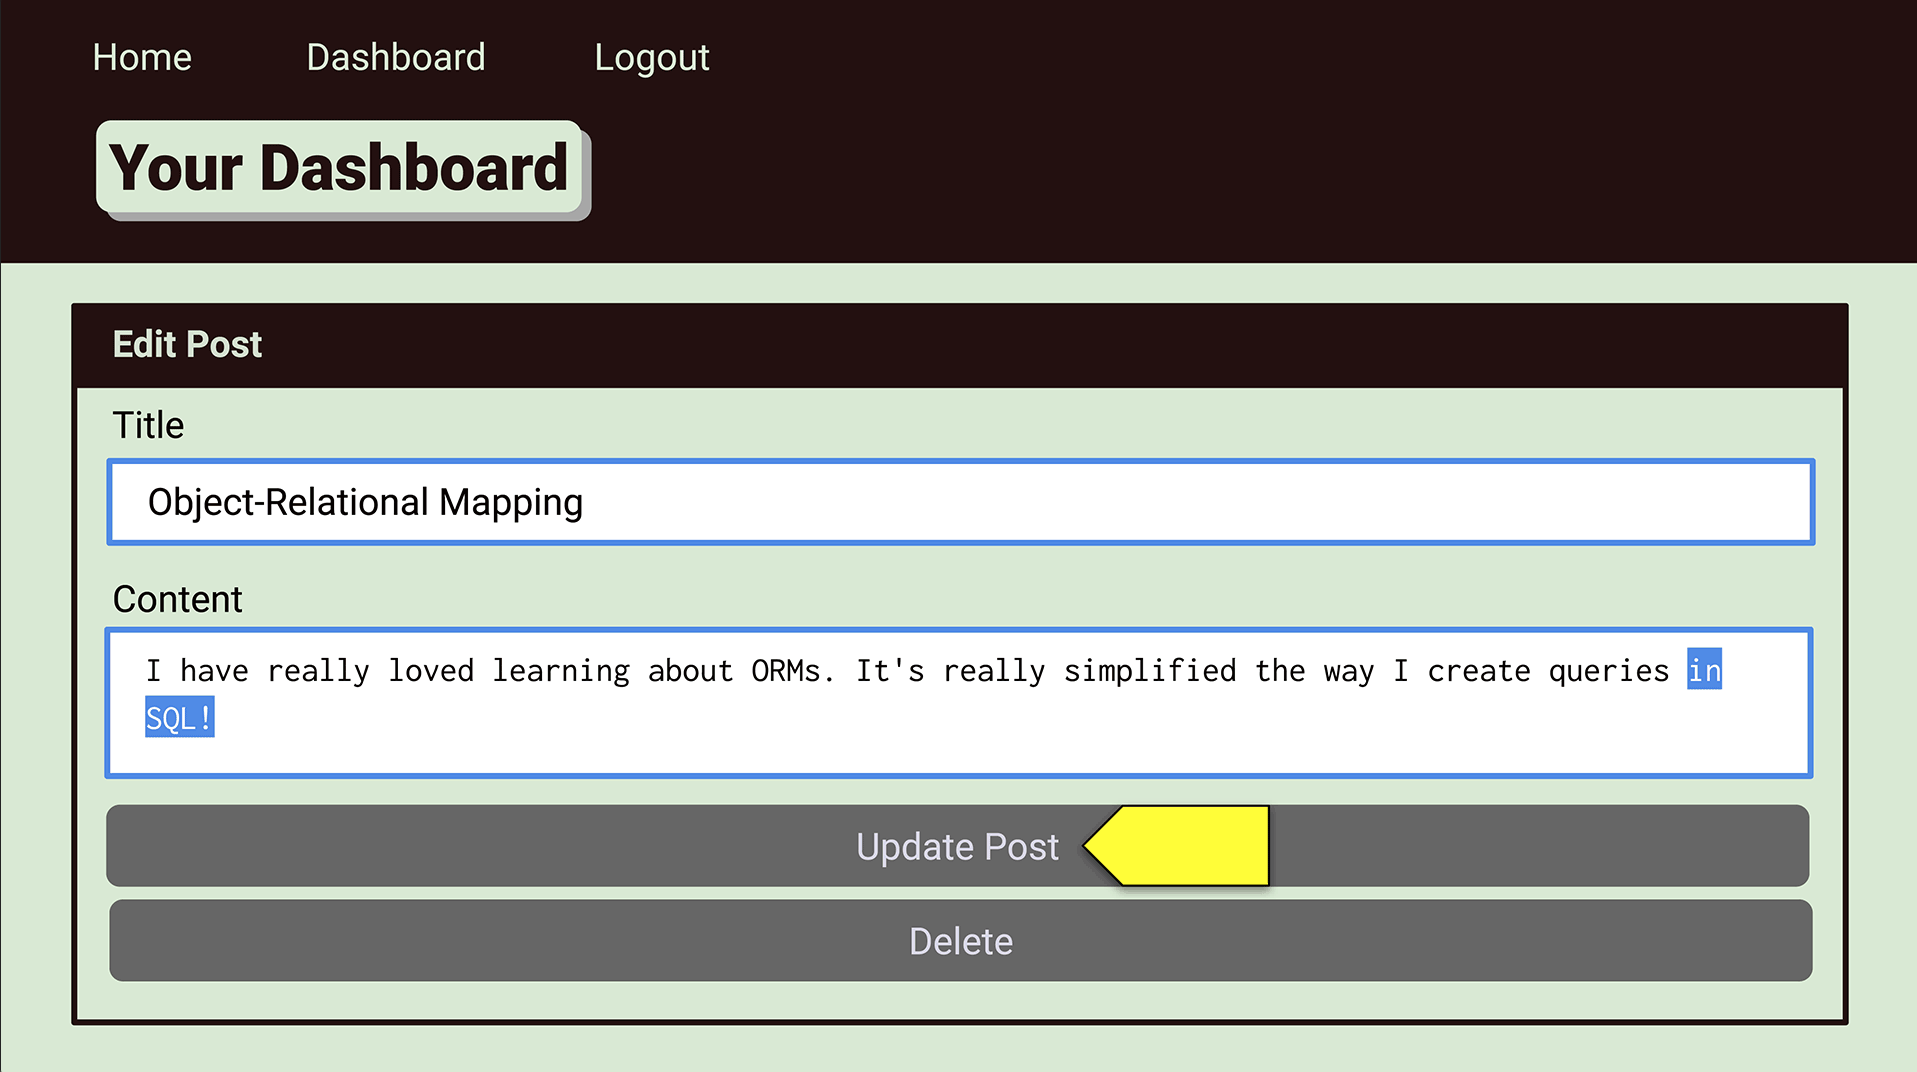 Home Dashboard Logout
Your Dashboard
Edit Post
Title
Object-Relational Mapping
Content
I have really loved learning about ORMs. It's really simplified the way I create queries in
SQL!
Update Post
Delete